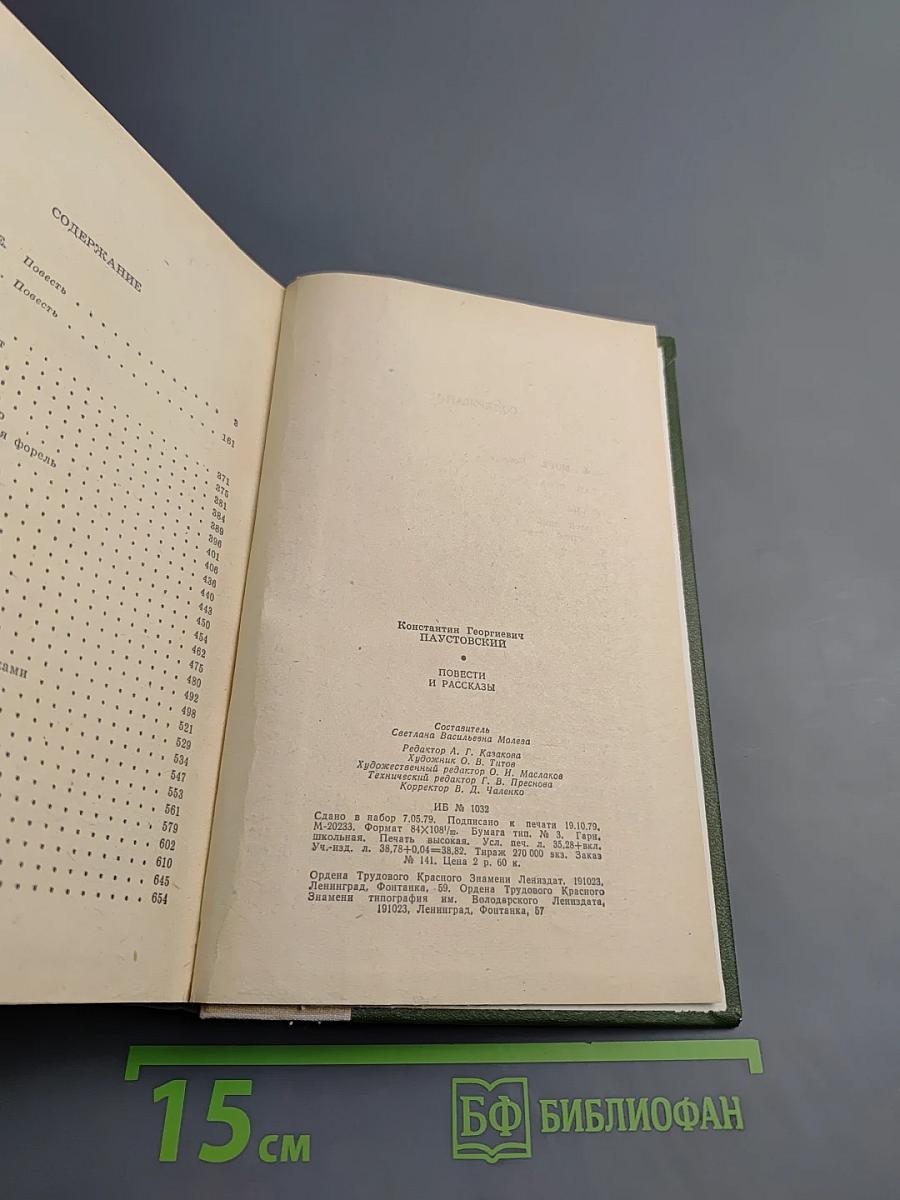 СОДЕРЖАНИЕ
Повесть
Повесть
3
161
я форель
371
375
381
384
389
396
401
406
436
440
443
450
454
462
475
480
ками
492
498
521
529
534
547
553
561
579
602
610
645
654
Константин Георгиевич
ПАУСТОВСКИЙ
•
ПОВЕСТИ
И РАССКАЗЫ
Составитель
Светлана Васильевна Молева
Редактор А. Г. Казакова
Художник О. В. Титов
Художественный редактор О. И. Маслаков
Технический редактор Г. В. Преснова
Корректор В. Д. Чаленко
ИБ № 1032
Сдано в набор 7.05.79. Подписано к печати 19.10.79.
М-20233. Формат 84×108¹/₃₂. Бумага тип. № 3. Гарн.
школьная. Печать высокая. Усл. печ. л. 35,28+вкл.
Уч.-изд. л. 38,78+0,04=38,82. Тираж 270 000 экз. Заказ
№ 141. Цена 2 р. 60 к.
Ордена Трудового Красного Знамени Лениздат, 191023,
Ленинград, Фонтанка, 59. Ордена Трудового Красного
Знамени типография им. Володарского Лениздата,
191023, Ленинград, Фонтанка, 57
15 см
БФ БИБЛИОФАН